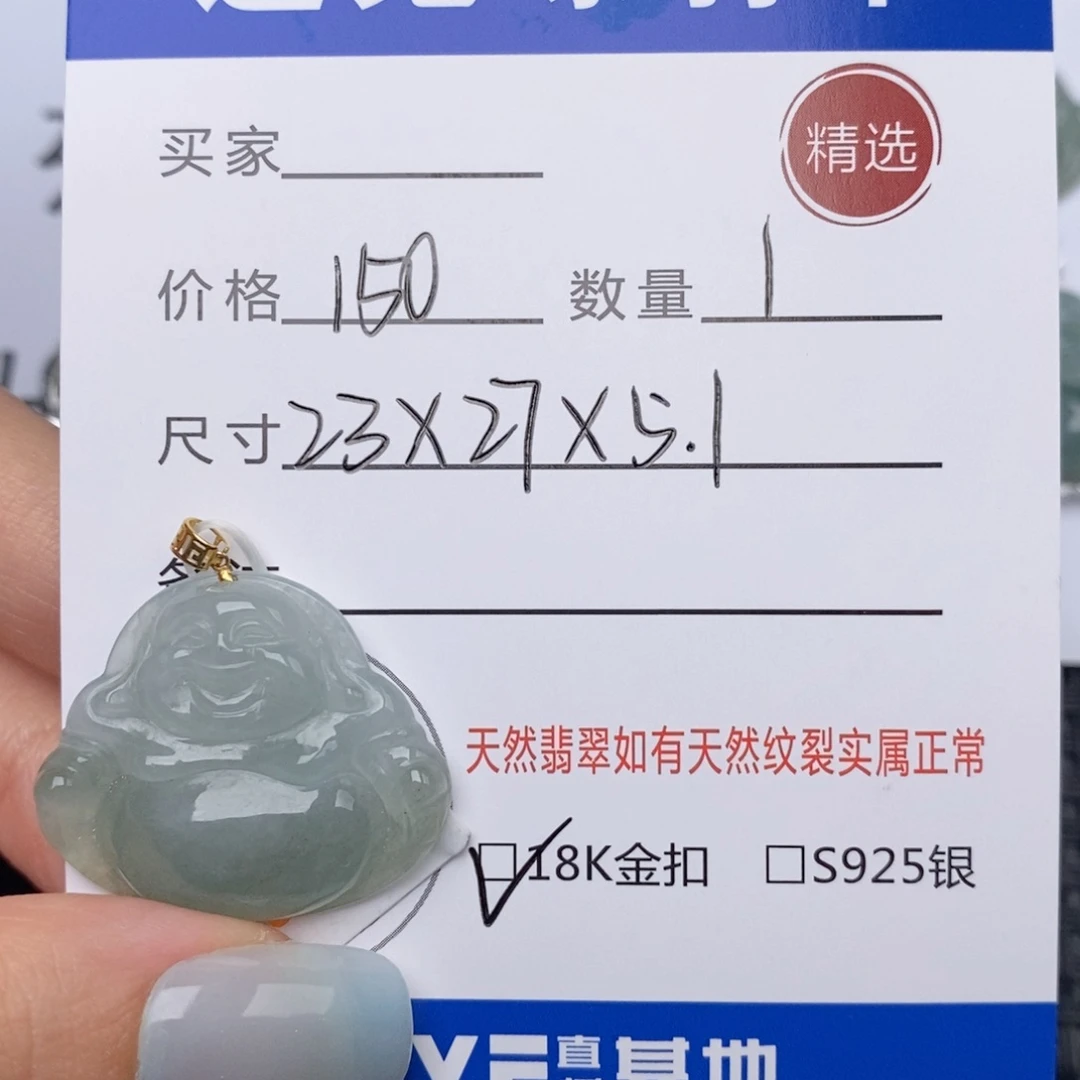 买家
精选
价格 150 数量 1
尺寸 23X27X5.1
天然翡翠如有天然纹裂实属正常
18K金扣 S925银
基地